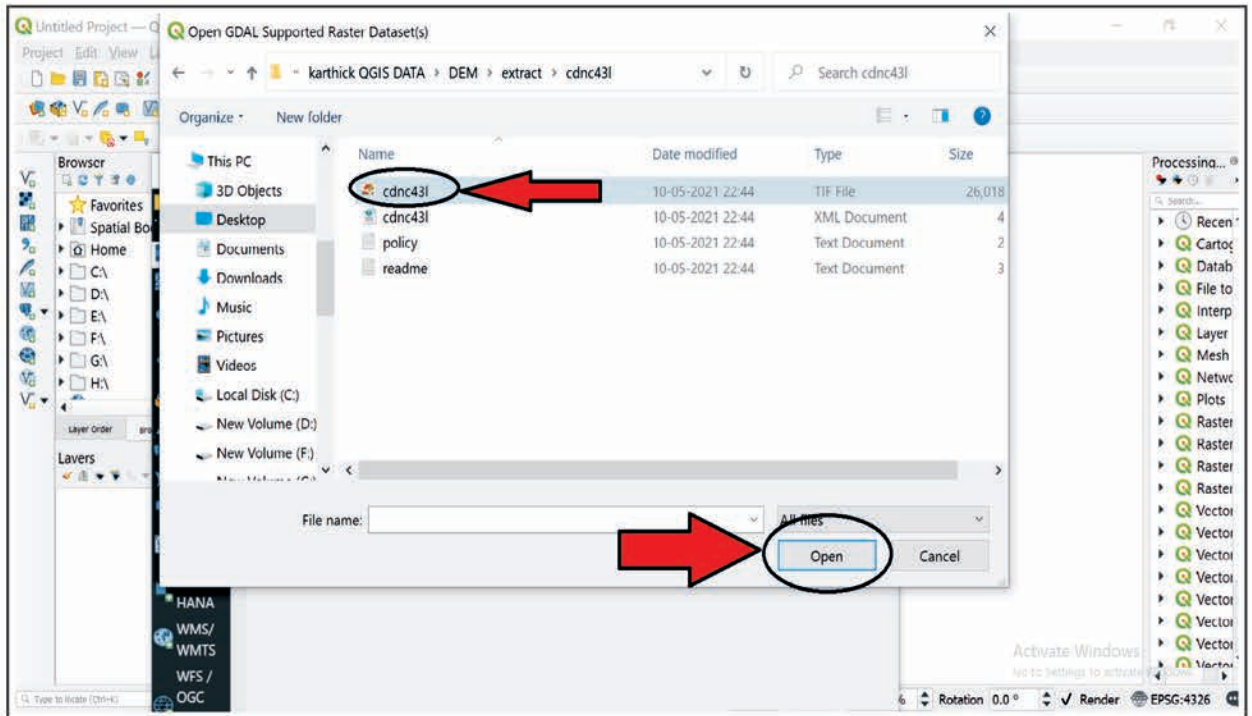 Untitled Project — Q
Project Edit View L
Open GDAL Supported Raster Dataset(s)
karthick QGIS DATA › DEM › extract › cdnc43l
Search cdnc43l
Organize
New folder
This PC
3D Objects
Desktop
Documents
Downloads
Music
Pictures
Videos
Local Disk (C:)
New Volume (D:)
New Volume (F:)
Name Date modified Type Size
cdnc43l 10-05-2021 22:44 TIF File 26,018
cdnc43l 10-05-2021 22:44 XML Document 4
policy 10-05-2021 22:44 Text Document 2
readme 10-05-2021 22:44 Text Document 3
File name:
All files
Open
Cancel
Browser
Favorites
Spatial Bo
Home
C:\
D:\
E:\
F:\
G:\
H:\
Layer Order
Layers
HANA
WMS/
WMTS
WFS /
OGC
Processing...
Search...
Recen
Cartog
Datab
File to
Interp
Layer
Mesh
Netwo
Plots
Raster
Raster
Raster
Raster
Vector
Vector
Vector
Vector
Vector
Vector
Vector
Vector
Activate Windows
Go to Settings to activate Windows.
Type to locate (Ctrl+K)
% Rotation 0.0 ° Render EPSG:4326